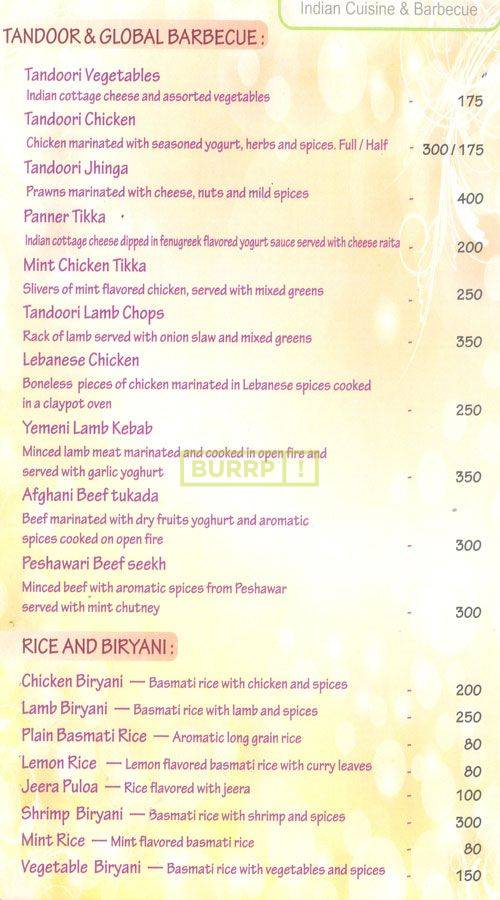 Indian Cuisine & Barbecue
TANDOOR & GLOBAL BARBECUE :
Tandoori Vegetables
Indian cottage cheese and assorted vegetables - 175
Tandoori Chicken
Chicken marinated with seasoned yogurt, herbs and spices. Full / Half - 300 / 175
Tandoori Jhinga
Prawns marinated with cheese, nuts and mild spices - 400
Panner Tikka
Indian cottage cheese dipped in fenugreek flavored yogurt sauce served with cheese raita - 200
Mint Chicken Tikka
Slivers of mint flavored chicken, served with mixed greens - 250
Tandoori Lamb Chops
Rack of lamb served with onion slaw and mixed greens - 350
Lebanese Chicken
Boneless pieces of chicken marinated in Lebanese spices cooked
in a claypot oven - 250
Yemeni Lamb Kebab
Minced lamb meat marinated and cooked in open fire and
served with garlic yoghurt - 350
BURRP !
Afghani Beef tukada
Beef marinated with dry fruits yoghurt and aromatic
spices cooked on open fire - 300
Peshawari Beef seekh
Minced beef with aromatic spices from Peshawar
served with mint chutney - 300
RICE AND BIRYANI :
Chicken Biryani — Basmati rice with chicken and spices - 200
Lamb Biryani — Basmati rice with lamb and spices - 250
Plain Basmati Rice — Aromatic long grain rice - 80
Lemon Rice — Lemon flavored basmati rice with curry leaves - 80
Jeera Puloa — Rice flavored with jeera - 100
Shrimp Biryani — Basmati rice with shrimp and spices - 300
Mint Rice — Mint flavored basmati rice - 80
Vegetable Biryani — Basmati rice with vegetables and spices - 150